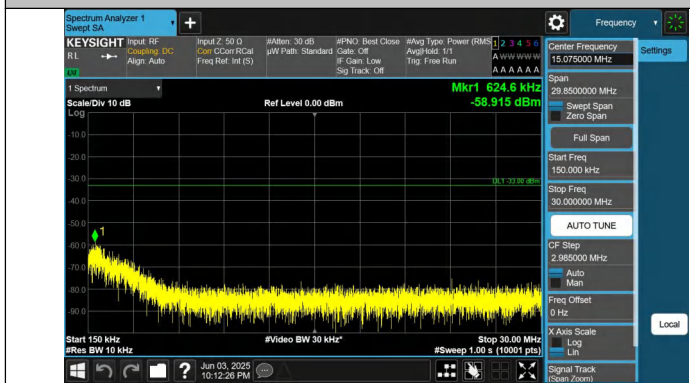 Spectrum Analyzer 1
Swept SA
Frequency
KEYSIGHT
RL
Input: RF
Coupling: DC
Align: Auto
Input Z: 50 Ω
Corr CCorr RCal
Freq Ref: Int (S)
#Atten: 30 dB
µW Path: Standard
#PNO: Best Close
Gate: Off
IF Gain: Low
Sig Track: Off
#Avg Type: Power (RMS
Avg|Hold: 1/1
Trig: Free Run
1 2 3 4 5 6
A W W W W W
A A A A A A
1 Spectrum
Scale/Div 10 dB
Log
Ref Level 0.00 dBm
Mkr1 624.6 kHz
-58.915 dBm
-10.0
-20.0
-30.0
DL1 -33.00 dBm
-40.0
-50.0
1
-60.0
-70.0
-80.0
-90.0
Start 150 kHz
#Res BW 10 kHz
#Video BW 30 kHz*
Stop 30.00 MHz
#Sweep 1.00 s (10001 pts)
Center Frequency
15.075000 MHz
Settings
Span
29.8500000 MHz
Swept Span
Zero Span
Full Span
Start Freq
150.000 kHz
Stop Freq
30.000000 MHz
AUTO TUNE
CF Step
2.985000 MHz
Auto
Man
Freq Offset
0 Hz
X Axis Scale
Log
Lin
Local
Signal Track
(Span Zoom)
?
Jun 03, 2025
10:12:26 PM